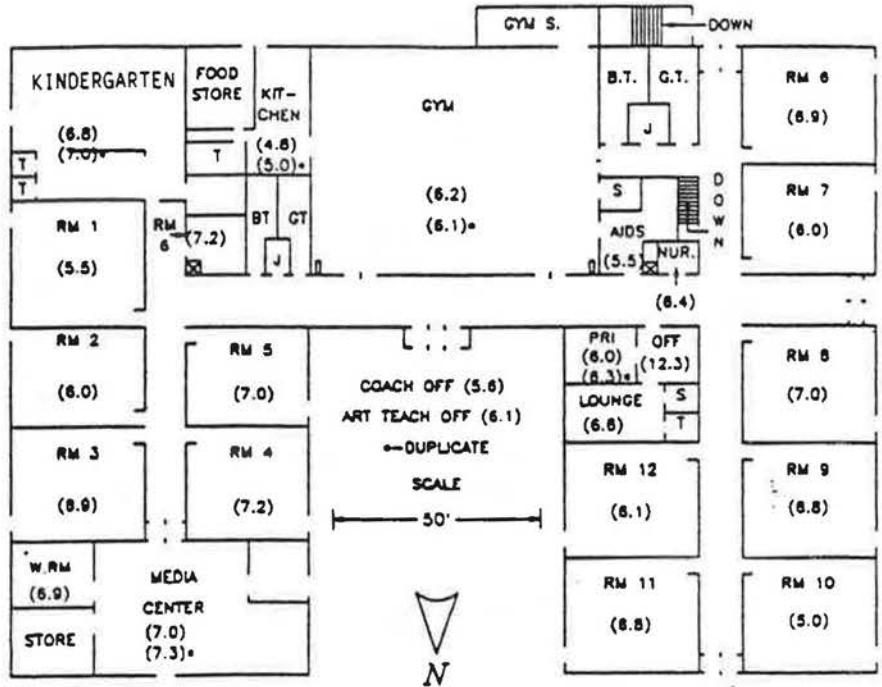 GYM S.
DOWN
KINDERGARTEN
(6.8)
(7.0)•
T
T
FOOD
STORE
KIT-
CHEN
(4.8)
(5.0)•
T
GYM
(6.2)
(6.1)•
B.T.
G.T.
J
RM 6
(6.9)
RM 1
(5.5)
RM
6
(7.2)
BT
GT
J
S
AIDS
(5.5)
NUR.
(6.4)
DOWN
RM 7
(6.0)
RM 2
(6.0)
RM 5
(7.0)
COACH OFF (5.6)
ART TEACH OFF (6.1)
•—DUPLICATE
SCALE
50'
PRI
(6.0)
(6.3)•
OFF
(12.3)
LOUNGE
(6.6)
S
T
RM 8
(7.0)
RM 3
(6.9)
RM 4
(7.2)
RM 12
(6.1)
RM 9
(6.8)
W.RM
(6.9)
STORE
MEDIA
CENTER
(7.0)
(7.3)•
N
RM 11
(6.8)
RM 10
(5.0)